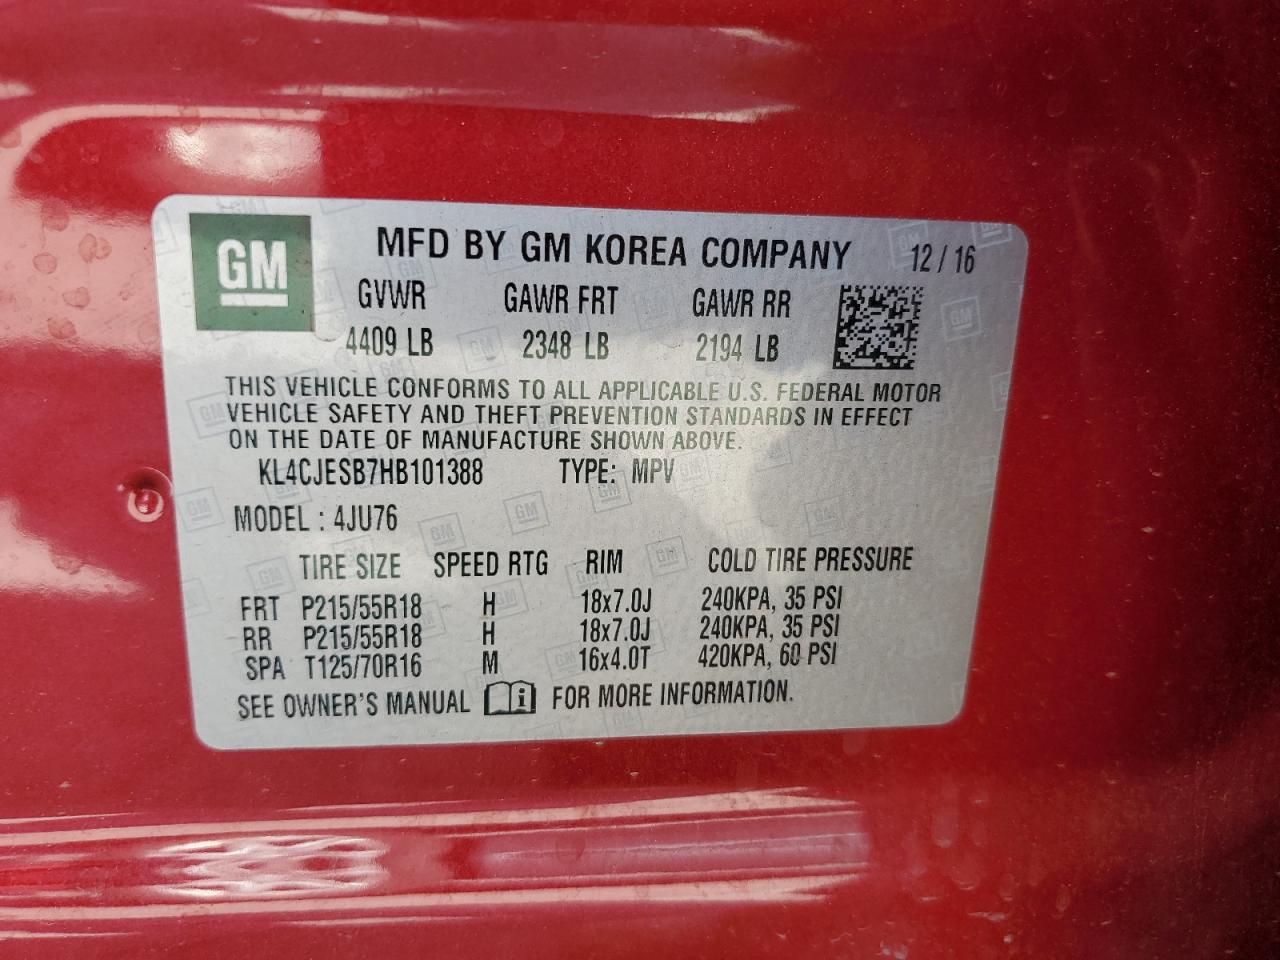 GM
MFD BY GM KOREA COMPANY 12 / 16
GVWR GAWR FRT GAWR RR
4409 LB 2348 LB 2194 LB
THIS VEHICLE CONFORMS TO ALL APPLICABLE U.S. FEDERAL MOTOR
VEHICLE SAFETY AND THEFT PREVENTION STANDARDS IN EFFECT
ON THE DATE OF MANUFACTURE SHOWN ABOVE.
KL4CJESB7HB101388 TYPE: MPV
MODEL : 4JU76
TIRE SIZE SPEED RTG RIM COLD TIRE PRESSURE
FRT P215/55R18 H 18x7.0J 240KPA, 35 PSI
RR P215/55R18 H 18x7.0J 240KPA, 35 PSI
SPA T125/70R16 M 16x4.0T 420KPA, 60 PSI
SEE OWNER'S MANUAL i FOR MORE INFORMATION.